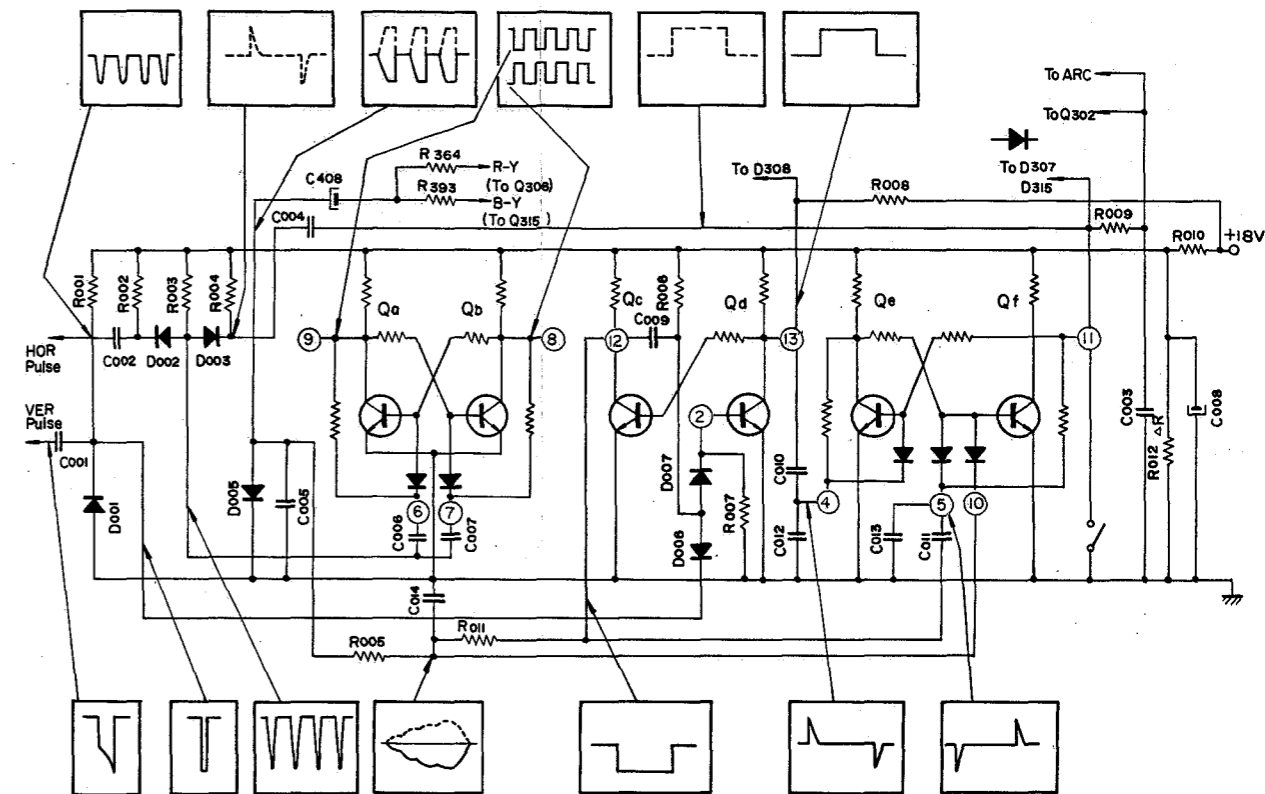 To ARC
To Q302
To D307
D315
To D308
R008
R009
R010
+18V
R 364
R-Y
(To Q308)
C408
R393
B-Y
(To Q315)
C004
R001
R002
R003
R004
HOR
Pulse
C002
D002
D003
VER
Pulse
C001
D001
D005
C005
Qa
Qb
9
8
6
7
C006
C007
C014
R005
R011
Qc
R006
Qd
C009
12
13
2
D007
R007
D006
C010
4
C012
Qe
Qf
11
5
10
C013
C011
C003
R012
△R
C008